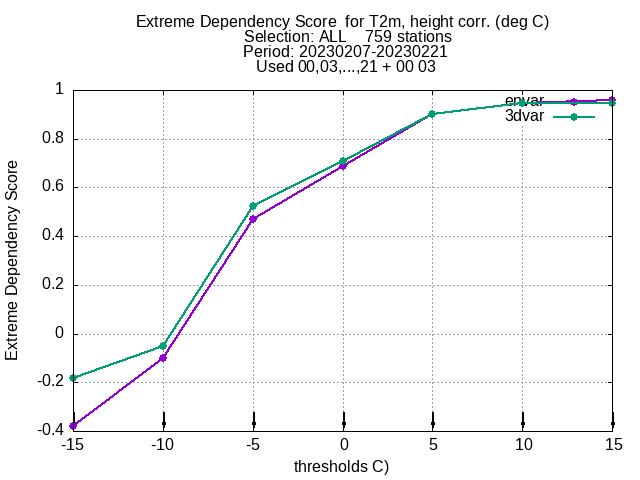 Extreme Dependency Score  for T2m, height corr. (deg C)
Selection: ALL    759 stations
Period: 20230207-20230221
Used 00,03,...,21 + 00 03
envar
3dvar
Extreme Dependency Score
1
0.8
0.6
0.4
0.2
0
-0.2
-0.4
-15 -10 -5 0 5 10 15
thresholds C)